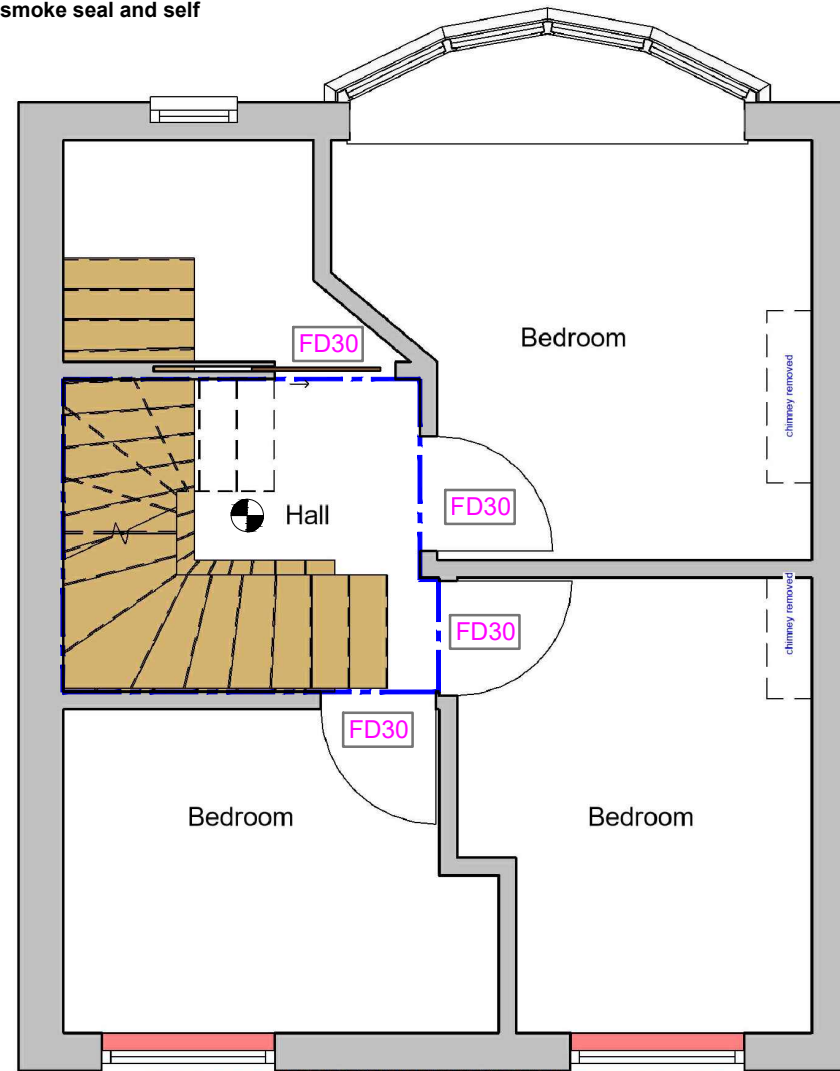 smoke seal and self
FD30
Bedroom
chimney removed
FD30
Hall
chimney removed
FD30
FD30
Bedroom
Bedroom